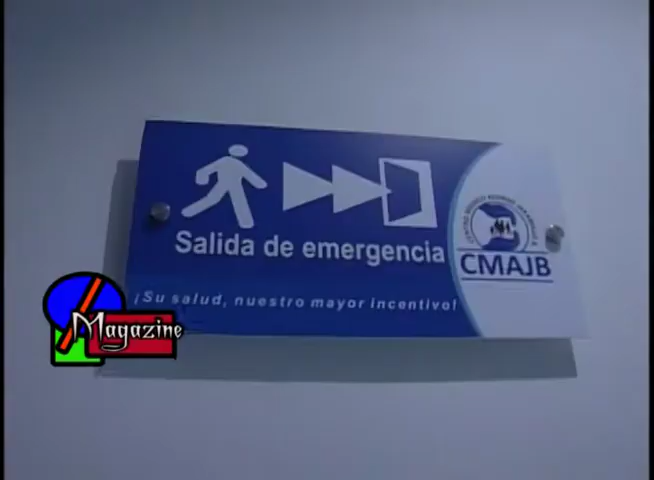 Salida de emergencia
¡Su salud, nuestro mayor incentivo!
CMAJB
Magazine